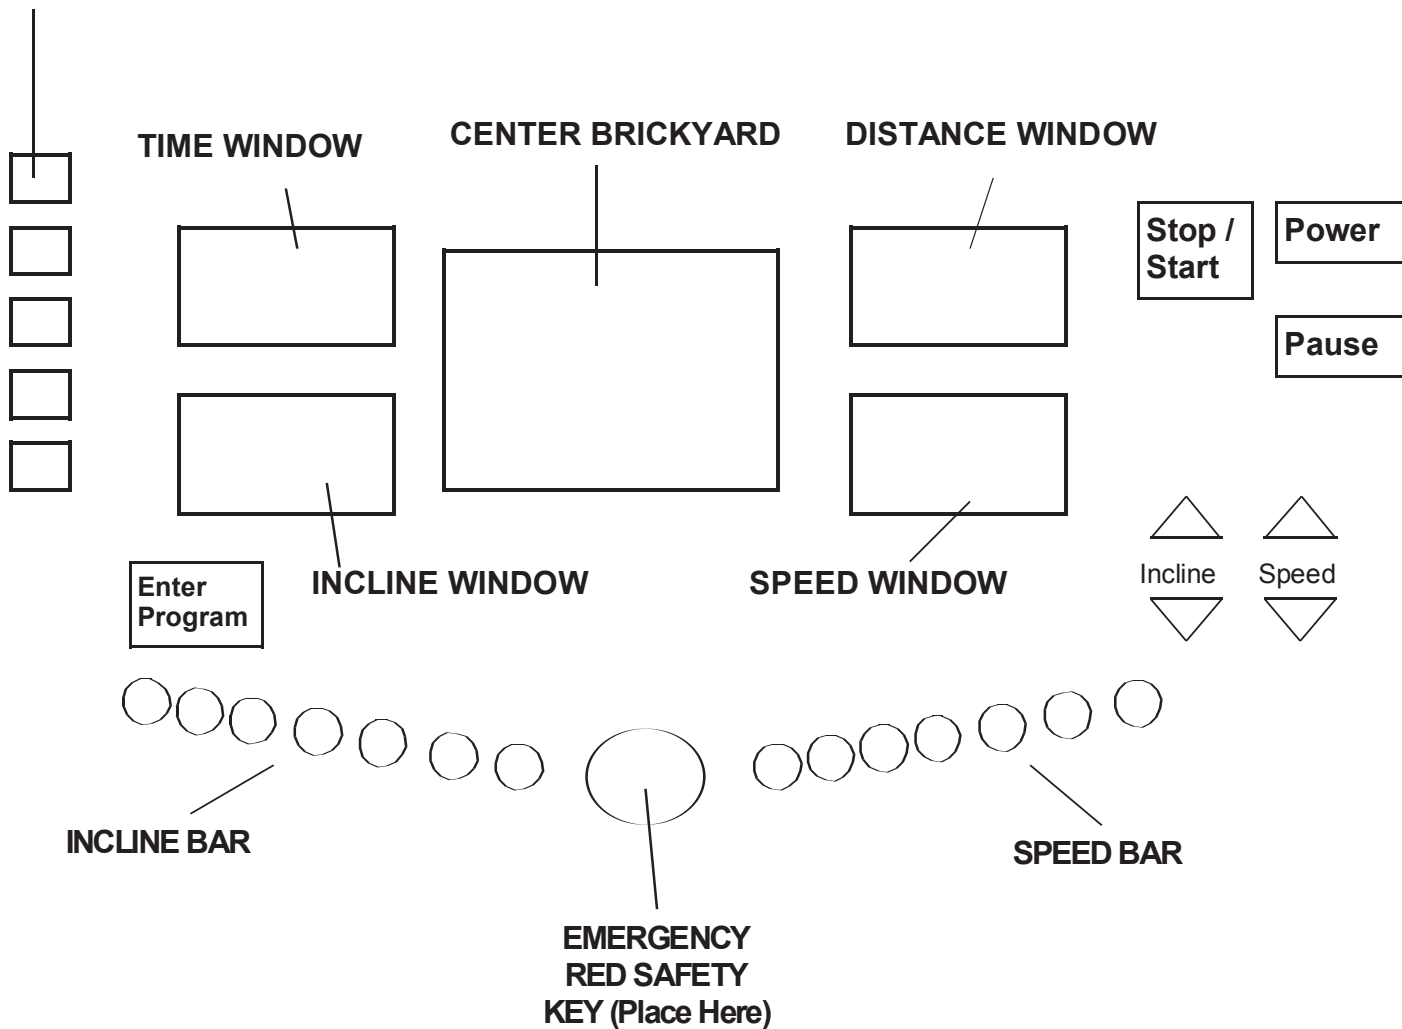 TIME WINDOW
CENTER BRICKYARD
DISTANCE WINDOW
Stop /
Start
Power
Pause
Enter
Program
INCLINE WINDOW
SPEED WINDOW
Incline
Speed
INCLINE BAR
SPEED BAR
EMERGENCY
RED SAFETY
KEY (Place Here)